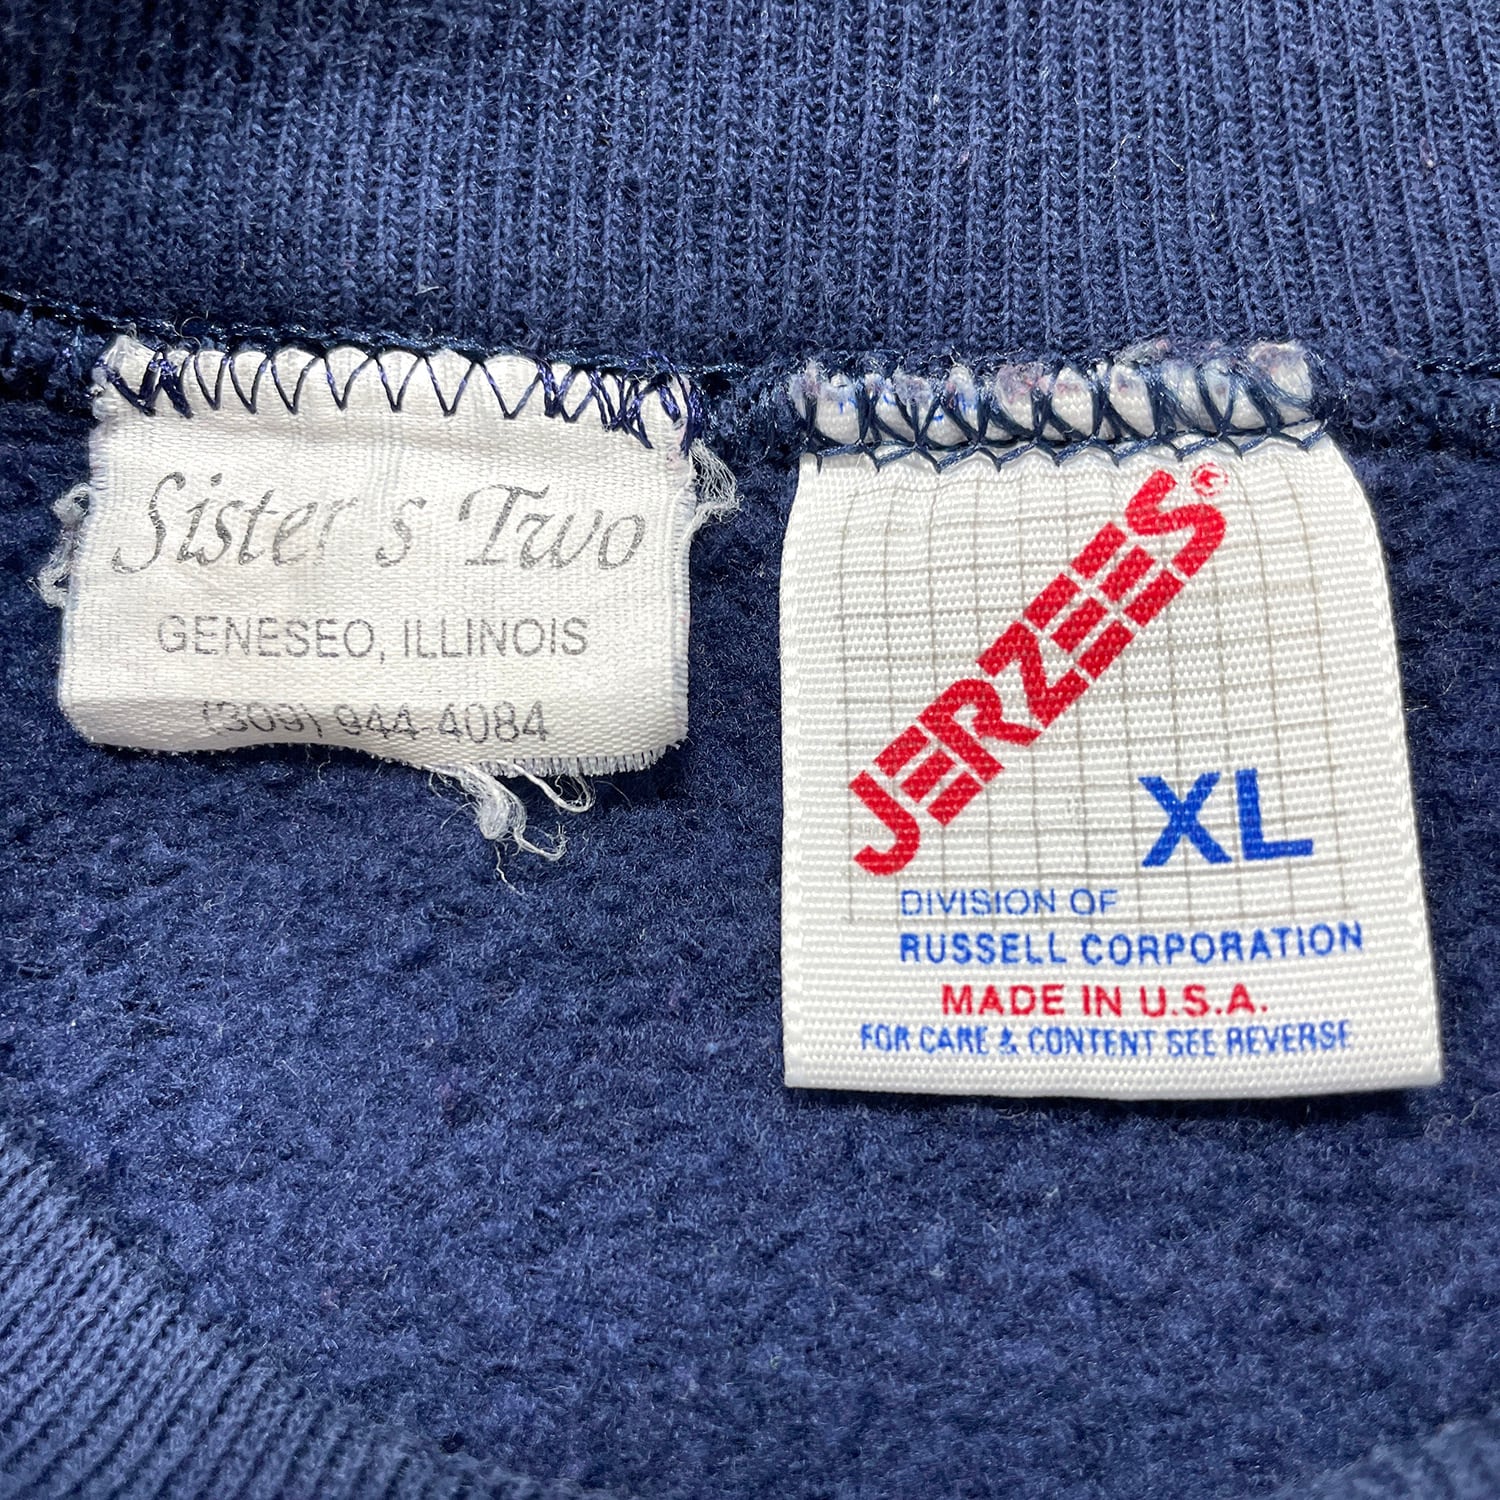 Sister s Two
GENESEO, ILLINOIS
(309) 944-4084
JERZEES®
XL
DIVISION OF
RUSSELL CORPORATION
MADE IN U.S.A.
FOR CARE & CONTENT SEE REVERSE